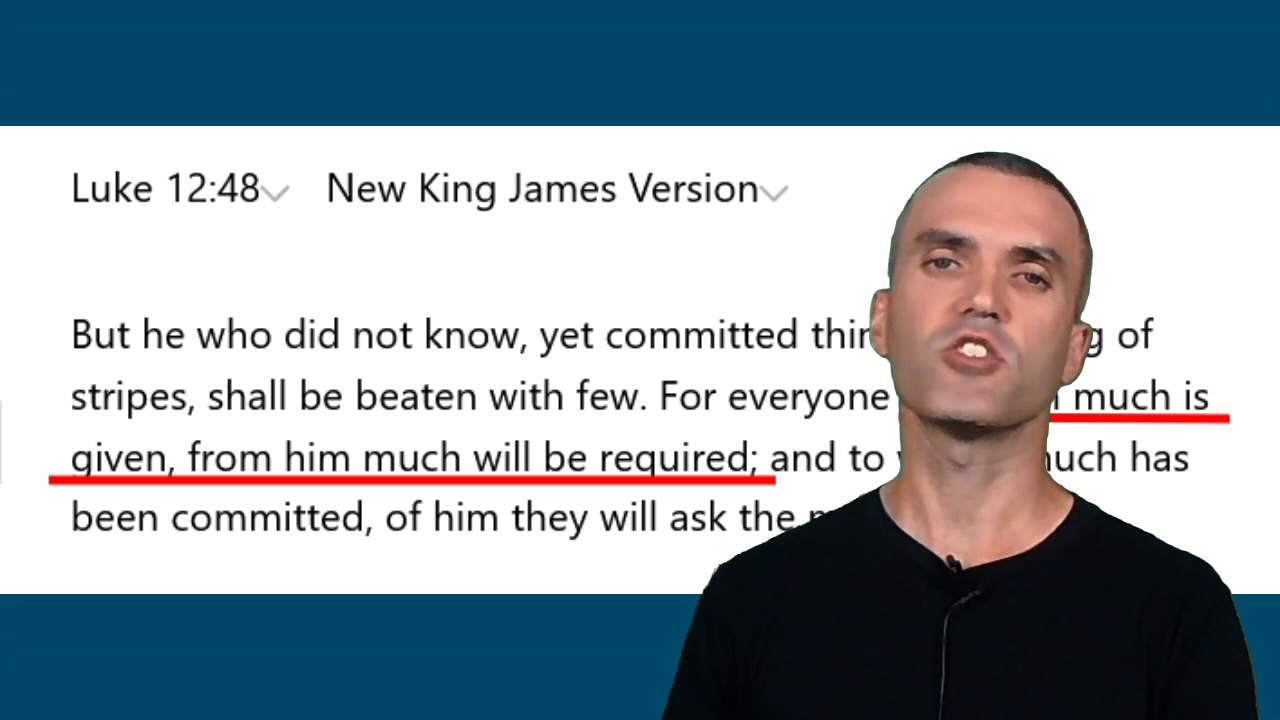 Luke 12:48 New King James Version
But he who did not know, yet committed of
stripes, shall be beaten with few. For everyone much is
given, from him much will be required; and to has
been committed, of him they will ask the